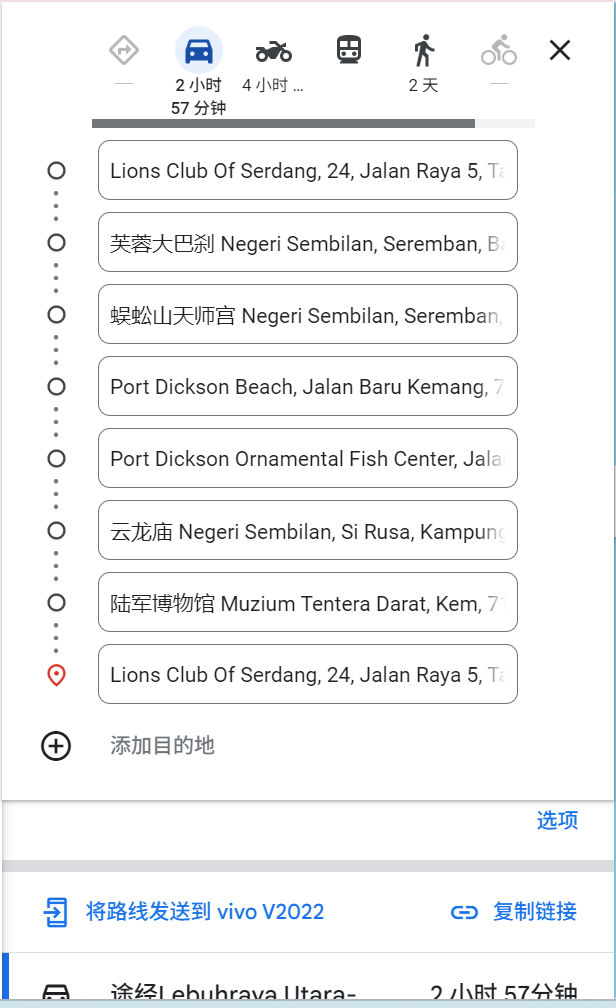 2 小时
57 分钟
4 小时 ...
2 天
Lions Club Of Serdang, 24, Jalan Raya 5, Ta
芙蓉大巴刹 Negeri Sembilan, Seremban, Ba
蜈蚣山天师宫 Negeri Sembilan, Seremban,
Port Dickson Beach, Jalan Baru Kemang, 7
Port Dickson Ornamental Fish Center, Jala
云龙庙 Negeri Sembilan, Si Rusa, Kampung
陆军博物馆 Muzium Tentera Darat, Kem, 71
Lions Club Of Serdang, 24, Jalan Raya 5, Ta
添加目的地
选项
将路线发送到 vivo V2022
复制链接
途经Lebuhraya Utara-
2 小时 57分钟